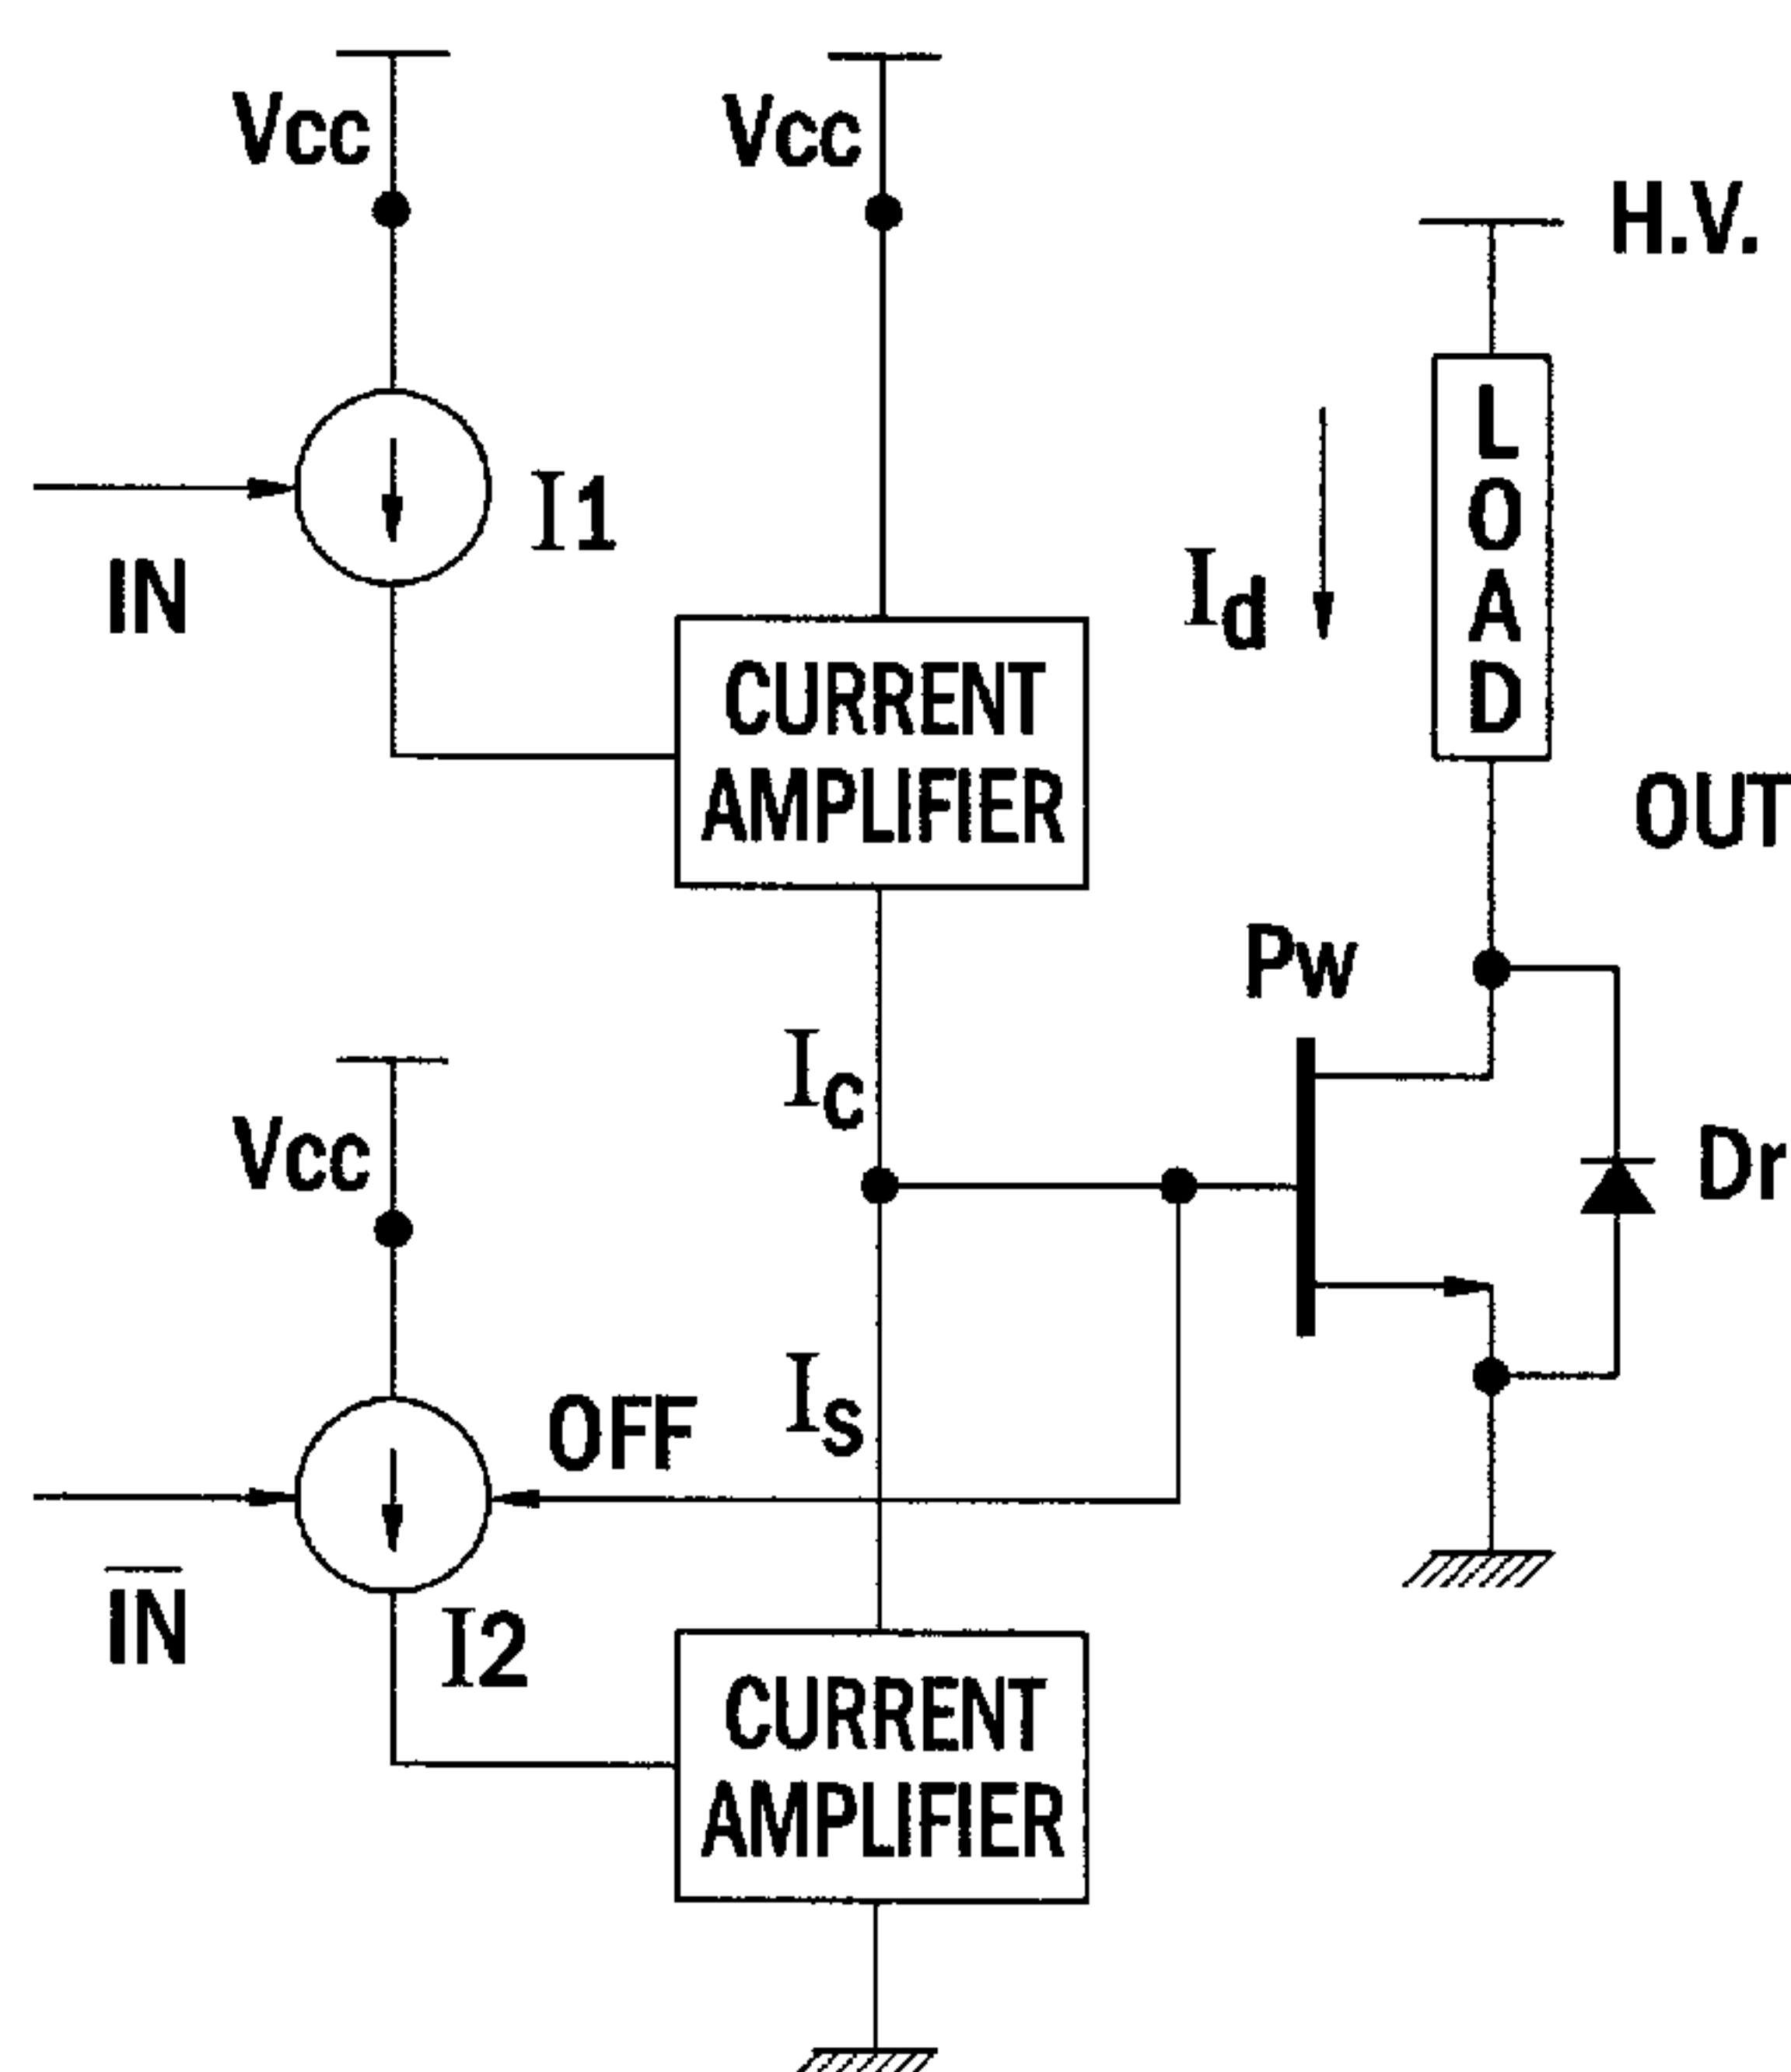 Vcc
Vcc
H.V.
I1
IN
Id
LOAD
CURRENT
AMPLIFIER
OUT
Pw
Ic
Vcc
Dr
OFF
Is
IN
I2
CURRENT
AMPLIFIER